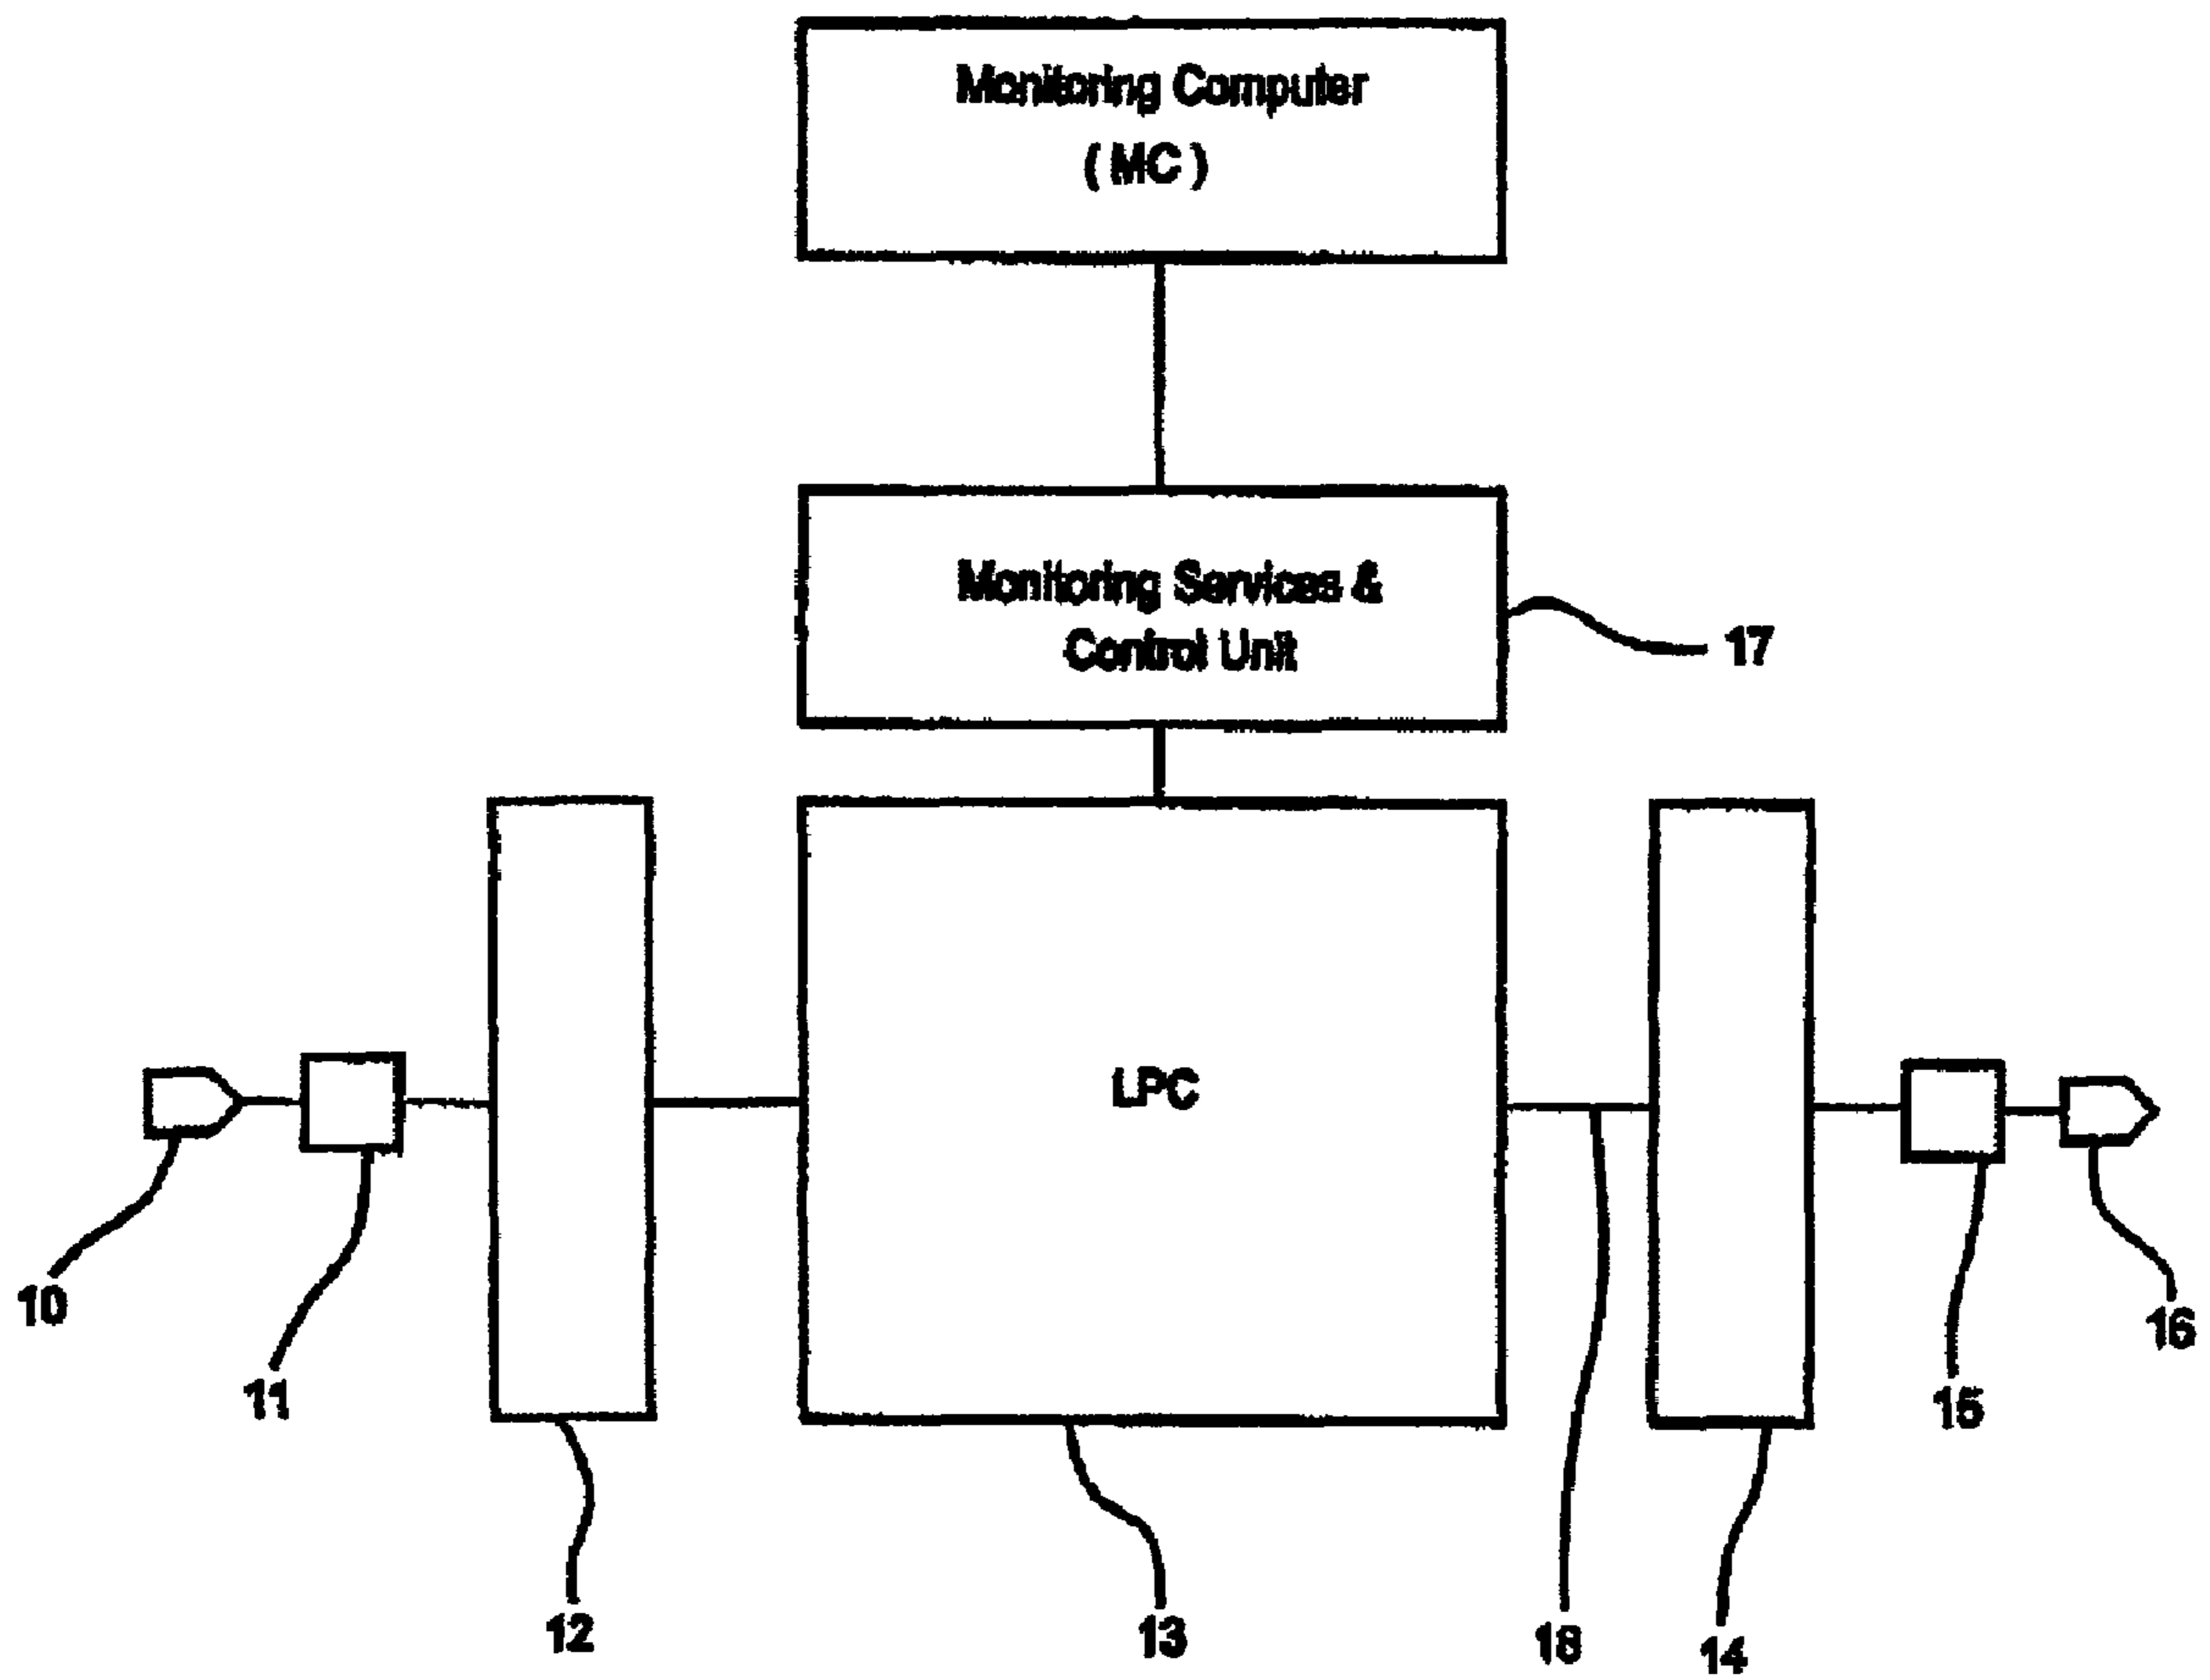 Monitoring Computer
(MC)
Monitoring Services &
Control Unit
17
LPC
10
11
12
13
18
14
15
16